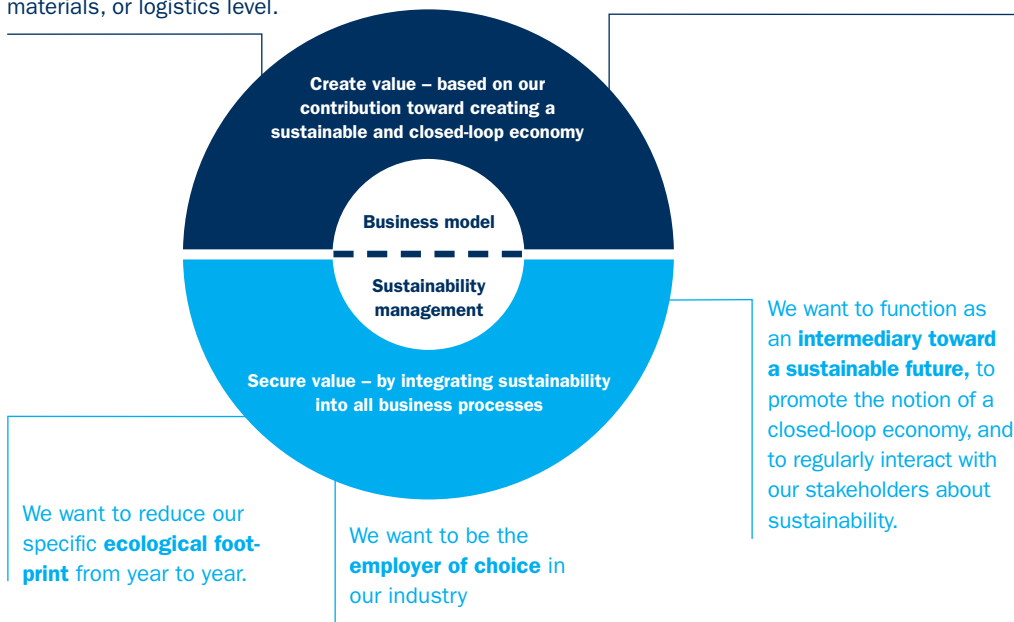 materials, or logistics level.
Create value – based on our
contribution toward creating a
sustainable and closed-loop economy
Business model
Sustainability
management
Secure value – by integrating sustainability
into all business processes
We want to function as
an intermediary toward
a sustainable future, to
promote the notion of a
closed-loop economy, and
to regularly interact with
our stakeholders about
sustainability.
We want to reduce our
specific ecological foot-
print from year to year.
We want to be the
employer of choice in
our industry